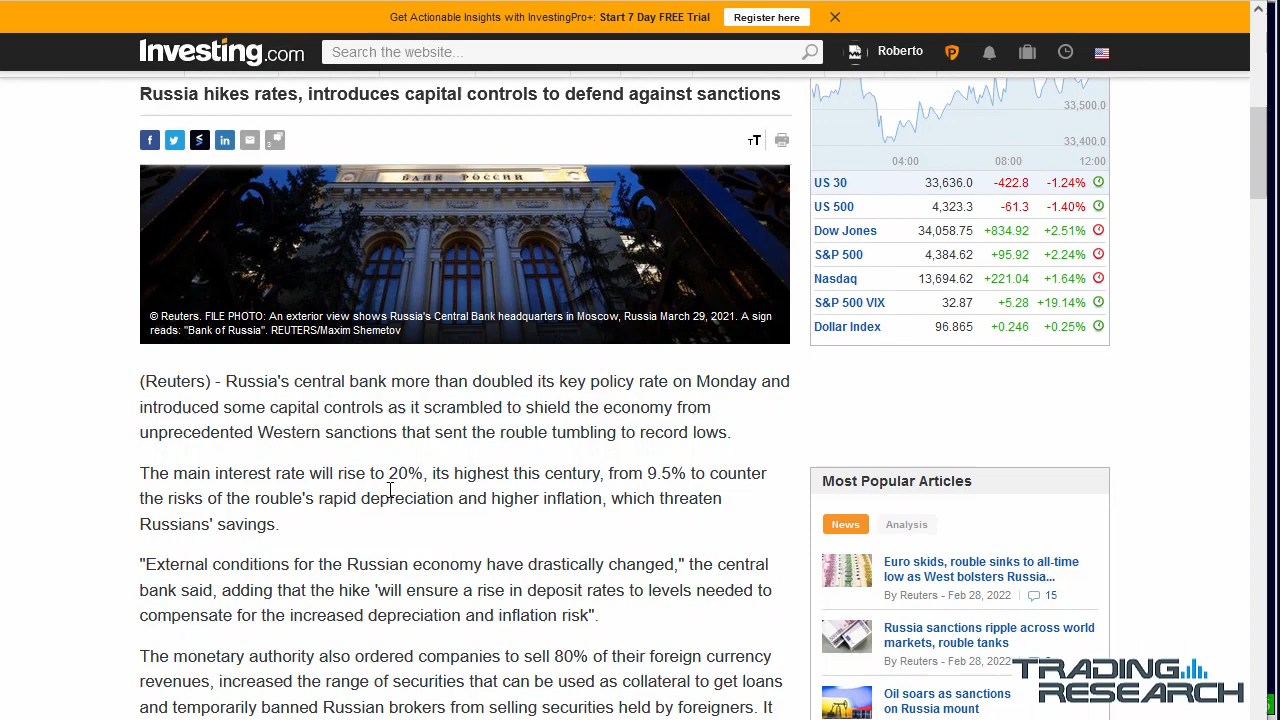 Get Actionable Insights with InvestingPro+: Start 7 Day FREE Trial
Register here
Investing.com
Search the website...
Roberto
Russia hikes rates, introduces capital controls to defend against sanctions
f
in
3
TT
БАНК РОССИИ
© Reuters. FILE PHOTO: An exterior view shows Russia's Central Bank headquarters in Moscow, Russia March 29, 2021. A sign
reads: "Bank of Russia". REUTERS/Maxim Shemetov
(Reuters) - Russia's central bank more than doubled its key policy rate on Monday and
introduced some capital controls as it scrambled to shield the economy from
unprecedented Western sanctions that sent the rouble tumbling to record lows.
The main interest rate will rise to 20%, its highest this century, from 9.5% to counter
the risks of the rouble's rapid depreciation and higher inflation, which threaten
Russians' savings.
"External conditions for the Russian economy have drastically changed," the central
bank said, adding that the hike 'will ensure a rise in deposit rates to levels needed to
compensate for the increased depreciation and inflation risk".
The monetary authority also ordered companies to sell 80% of their foreign currency
revenues, increased the range of securities that can be used as collateral to get loans
and temporarily banned Russian brokers from selling securities held by foreigners. It
33,500.0
33,400.0
04:00 08:00 12:00
US 30 33,636.0 -422.8 -1.24%
US 500 4,323.3 -61.3 -1.40%
Dow Jones 34,058.75 +834.92 +2.51%
S&P 500 4,384.62 +95.92 +2.24%
Nasdaq 13,694.62 +221.04 +1.64%
S&P 500 VIX 32.87 +5.28 +19.14%
Dollar Index 96.865 +0.246 +0.25%
Most Popular Articles
News Analysis
Euro skids, rouble sinks to all-time
low as West bolsters Russia...
By Reuters - Feb 28, 2022 15
Russia sanctions ripple across world
markets, rouble tanks
By Reuters - Feb 28, 2022
Oil soars as sanctions
on Russia mount
TRADING
RESEARCH